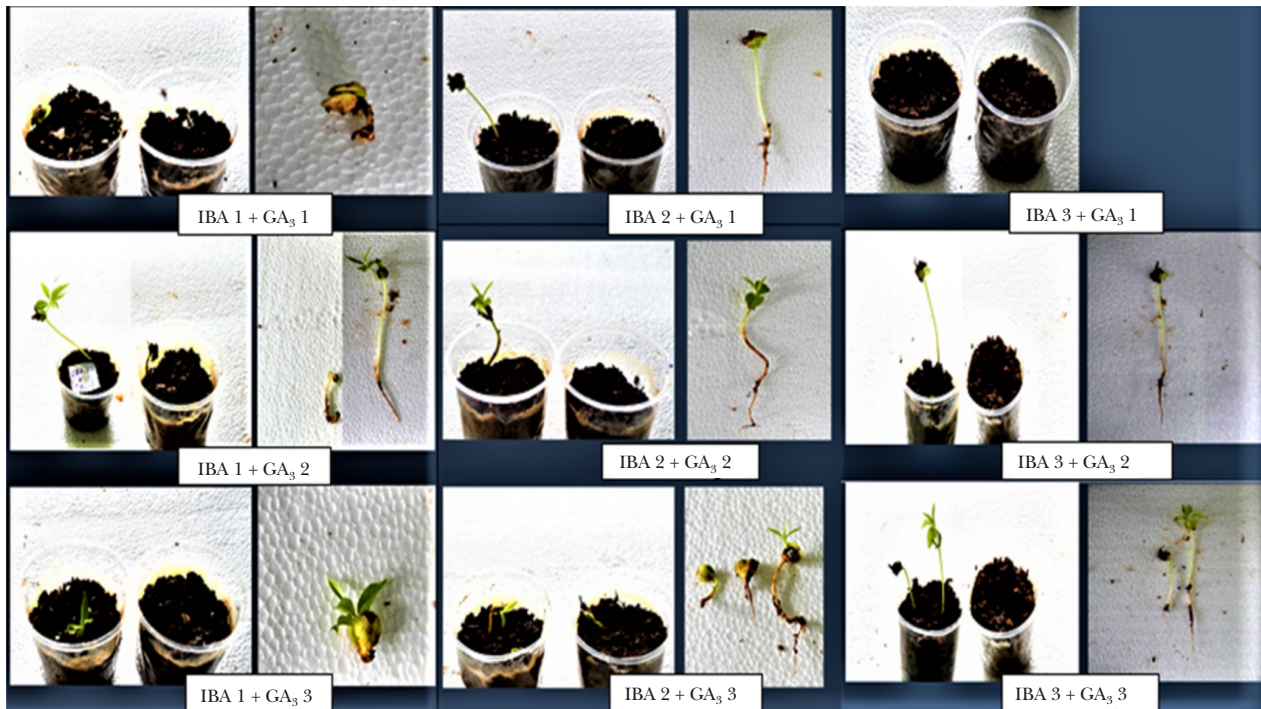 IBA 1 + GA₃ 1
IBA 2 + GA₃ 1
IBA 3 + GA₃ 1
IBA 1 + GA₃ 2
IBA 2 + GA₃ 2
IBA 3 + GA₃ 2
IBA 1 + GA₃ 3
IBA 2 + GA₃ 3
IBA 3 + GA₃ 3